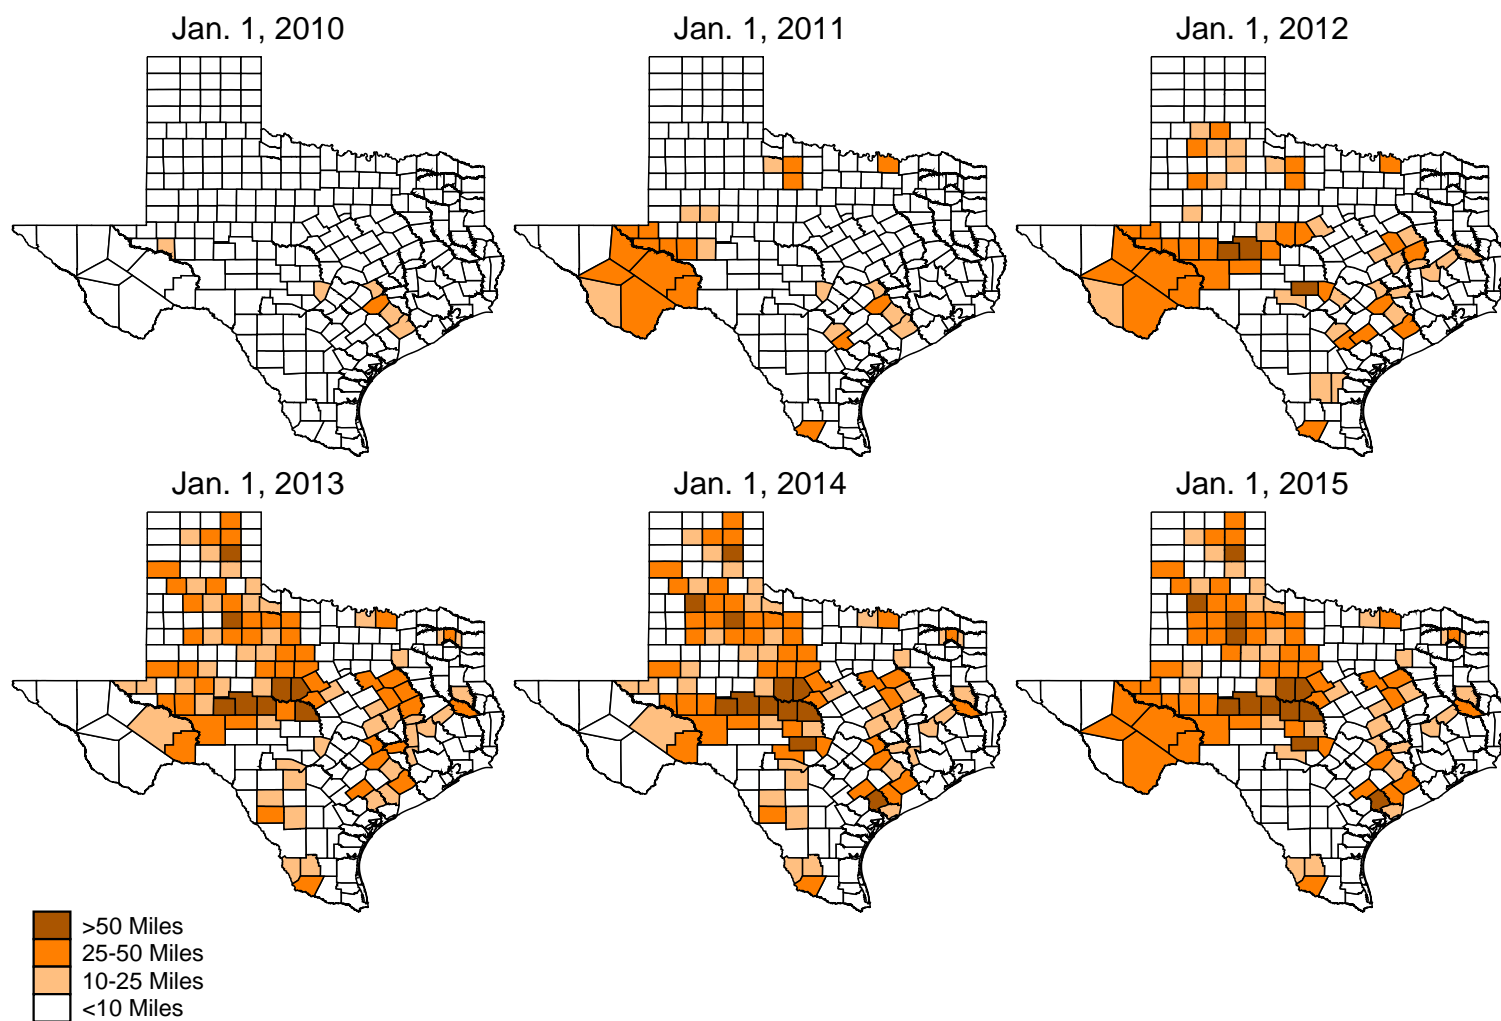 Jan. 1, 2010
Jan. 1, 2011
Jan. 1, 2012
Jan. 1, 2013
Jan. 1, 2014
Jan. 1, 2015
>50 Miles
25-50 Miles
10-25 Miles
<10 Miles